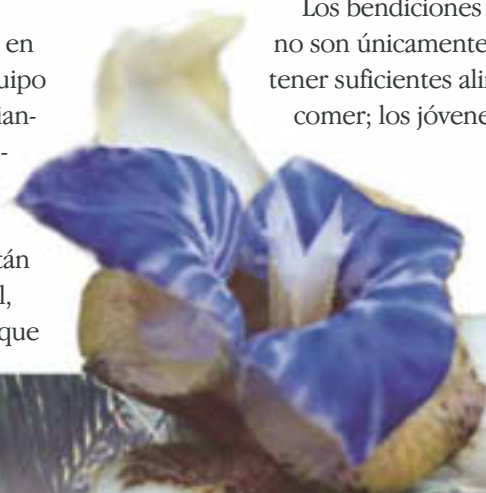 en
uipo
ian-
-
tán
l,
que
Los bendiciones
no son únicamente
tener suficientes ali
comer; los jóvene